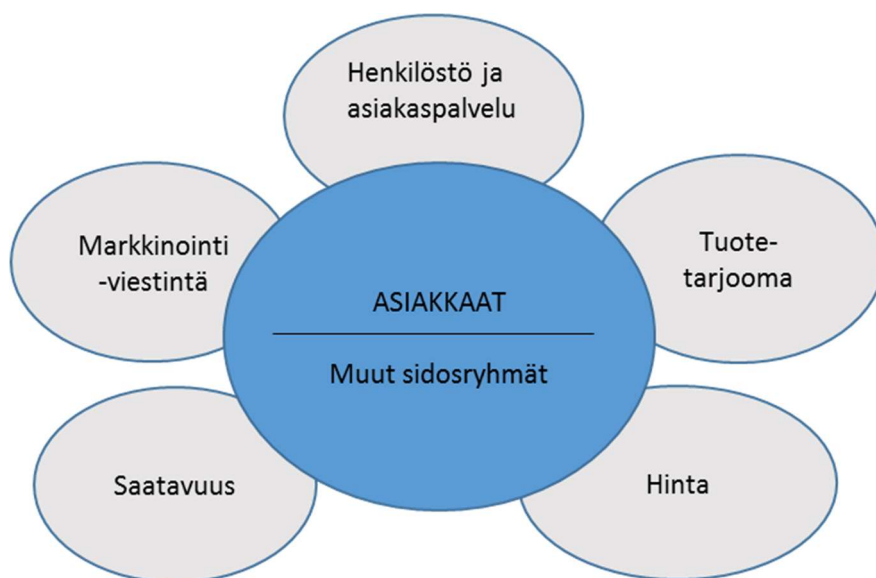 Henkilöstö ja
asiakaspalvelu
Markkinointi
-viestintä
Tuote-
tarjooma
ASIAKKAAT
Muut sidosryhmät
Saatavuus
Hinta